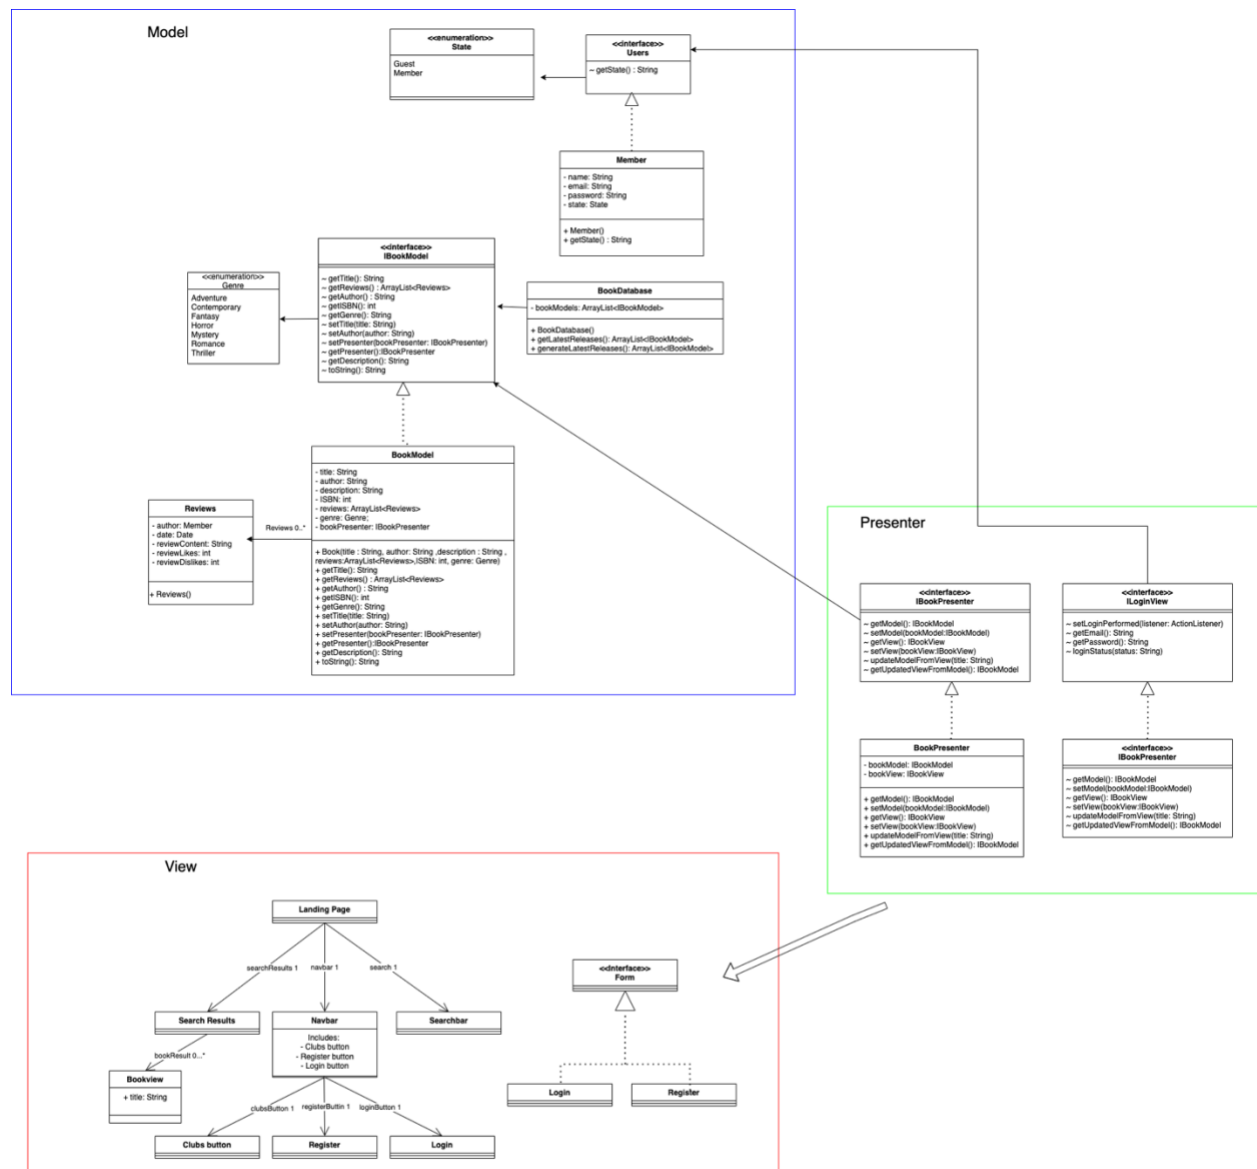 Model
<<enumeration>>
State
Guest
Member
<<interface>>
Users
~ getState() : String
Member
- name: String
- email: String
- password: String
- state: State
+ Member()
+ getState() : String
<<interface>>
IBookModel
~ getTitle(): String
~ getReviews() : ArrayList<Reviews>
~ getAuthor() : String
~ getISBN(): int
~ getGenre(): String
~ setTitle(title: String)
~ setAuthor(author: String)
~ setPresenter(bookPresenter: IBookPresenter)
~ getPresenter():IBookPresenter
~ getDescription(): String
~ toString(): String
<<enumeration>>
Genre
Adventure
Contemporary
Fantasy
Horror
Mystery
Romance
Thriller
BookDatabase
- bookModels: ArrayList<IBookModel>
+ BookDatabase()
+ getLatestReleases(): ArrayList<IBookModel>
+ generateLatestReleases(): ArrayList<IBookModel>
BookModel
- title: String
- author: String
- description: String
- ISBN: int
- reviews: ArrayList<Reviews>
- genre: Genre;
- bookPresenter: IBookPresenter
+ Book(title : String, author: String ,description : String ,
reviews:ArrayList<Reviews>,ISBN: int, genre: Genre)
+ getTitle(): String
+ getReviews() : ArrayList<Reviews>
+ getAuthor() : String
+ getISBN(): int
+ getGenre(): String
+ setTitle(title: String)
+ setAuthor(author: String)
+ setPresenter(bookPresenter: IBookPresenter)
+ getPresenter():IBookPresenter
+ getDescription(): String
+ toString(): String
Reviews
- author: Member
- date: Date
- reviewContent: String
- reviewLikes: int
- reviewDislikes: int
+ Reviews()
Reviews 0..*
Presenter
<<interface>>
IBookPresenter
~ getModel(): IBookModel
~ setModel(bookModel:IBookModel)
~ getView(): IBookView
~ setView(bookView:IBookView)
~ updateModelFromView(title: String)
~ getUpdatedViewFromModel(): IBookModel
<<interface>>
ILoginView
~ setLoginPerformed(listener: ActionListener)
~ getEmail(): String
~ getPassword(): String
~ loginStatus(status: String)
BookPresenter
- bookModel: IBookModel
- bookView: IBookView
+ getModel(): IBookModel
+ setModel(bookModel:IBookModel)
+ getView(): IBookView
+ setView(bookView:IBookView)
+ updateModelFromView(title: String)
+ getUpdatedViewFromModel(): IBookModel
<<interface>>
IBookPresenter
~ getModel(): IBookModel
~ setModel(bookModel:IBookModel)
~ getView(): IBookView
~ setView(bookView:IBookView)
~ updateModelFromView(title: String)
~ getUpdatedViewFromModel(): IBookModel
View
Landing Page
searchResults 1
navbar 1
search 1
Search Results
Navbar
Includes:
- Clubs button
- Register button
- Login button
Searchbar
bookResult 0...*
Bookview
+ title: String
clubsButton 1
registerButtin 1
loginButton 1
Clubs button
Register
Login
<<interface>>
Form
Login
Register